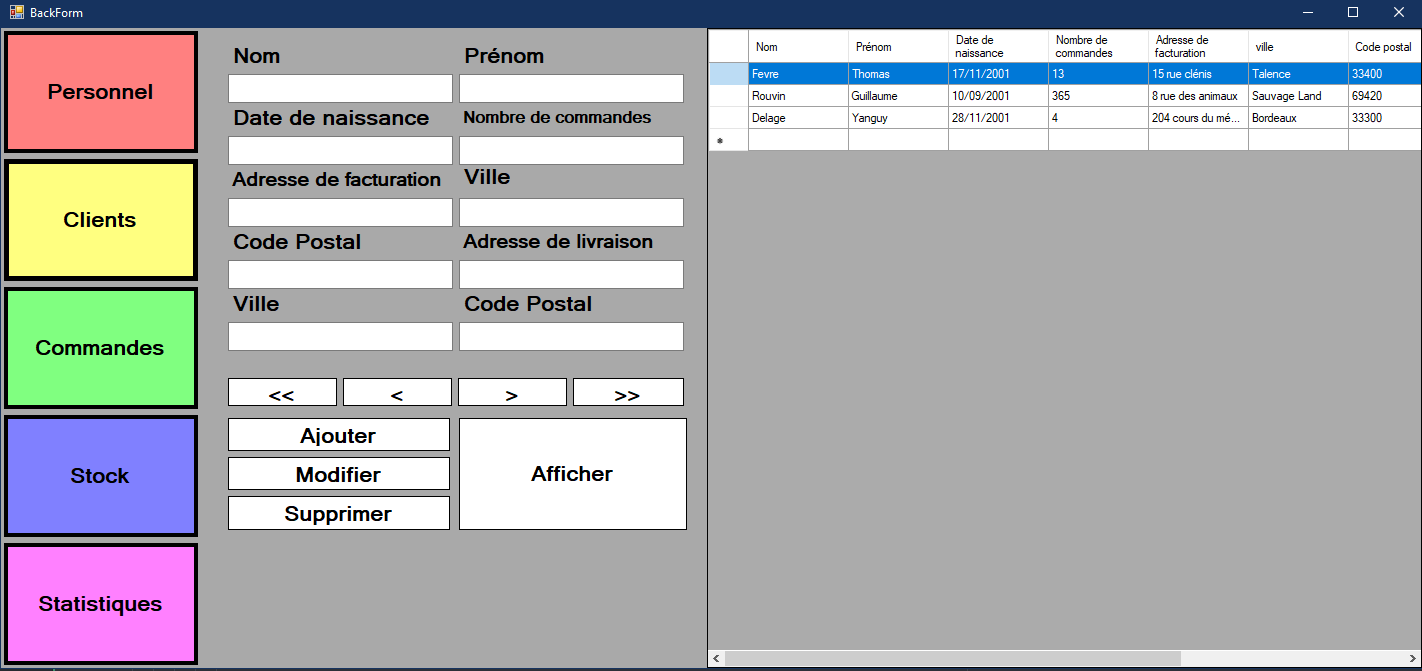 BackForm
Personnel
Clients
Commandes
Stock
Statistiques
Nom Prénom
Date de naissance Nombre de commandes
Adresse de facturation Ville
Code Postal Adresse de livraison
Ville Code Postal
<< < > >>
Ajouter
Modifier
Supprimer
Afficher
Nom Prénom Date de naissance Nombre de commandes Adresse de facturation ville Code postal
Fevre Thomas 17/11/2001 13 15 rue clénis Talence 33400
Rouvin Guillaume 10/09/2001 365 8 rue des animaux Sauvage Land 69420
Delage Yanguy 28/11/2001 4 204 cours du mé... Bordeaux 33300